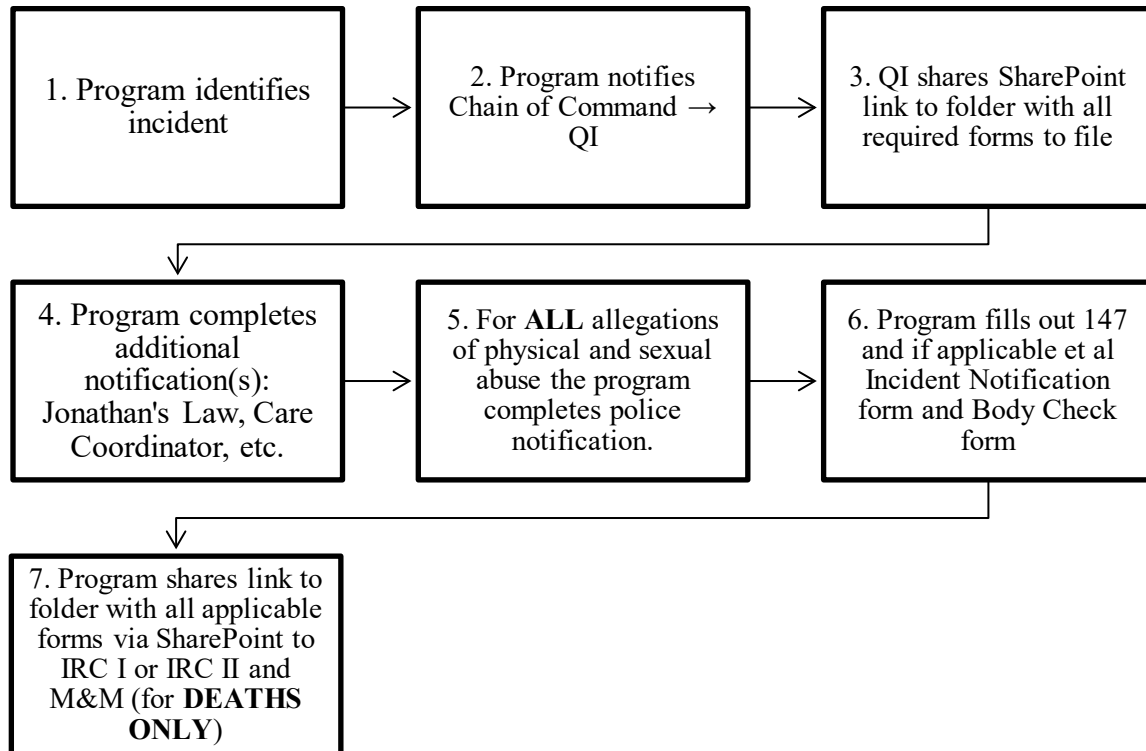 1. Program identifies
incident
2. Program notifies
Chain of Command →
QI
3. QI shares SharePoint
link to folder with all
required forms to file
4. Program completes
additional
notification(s):
Jonathan's Law, Care
Coordinator, etc.
5. For ALL allegations
of physical and sexual
abuse the program
completes police
notification.
6. Program fills out 147
and if applicable et al
Incident Notification
form and Body Check
form
7. Program shares link to
folder with all applicable
forms via SharePoint to
IRC I or IRC II and
M&M (for DEATHS
ONLY)